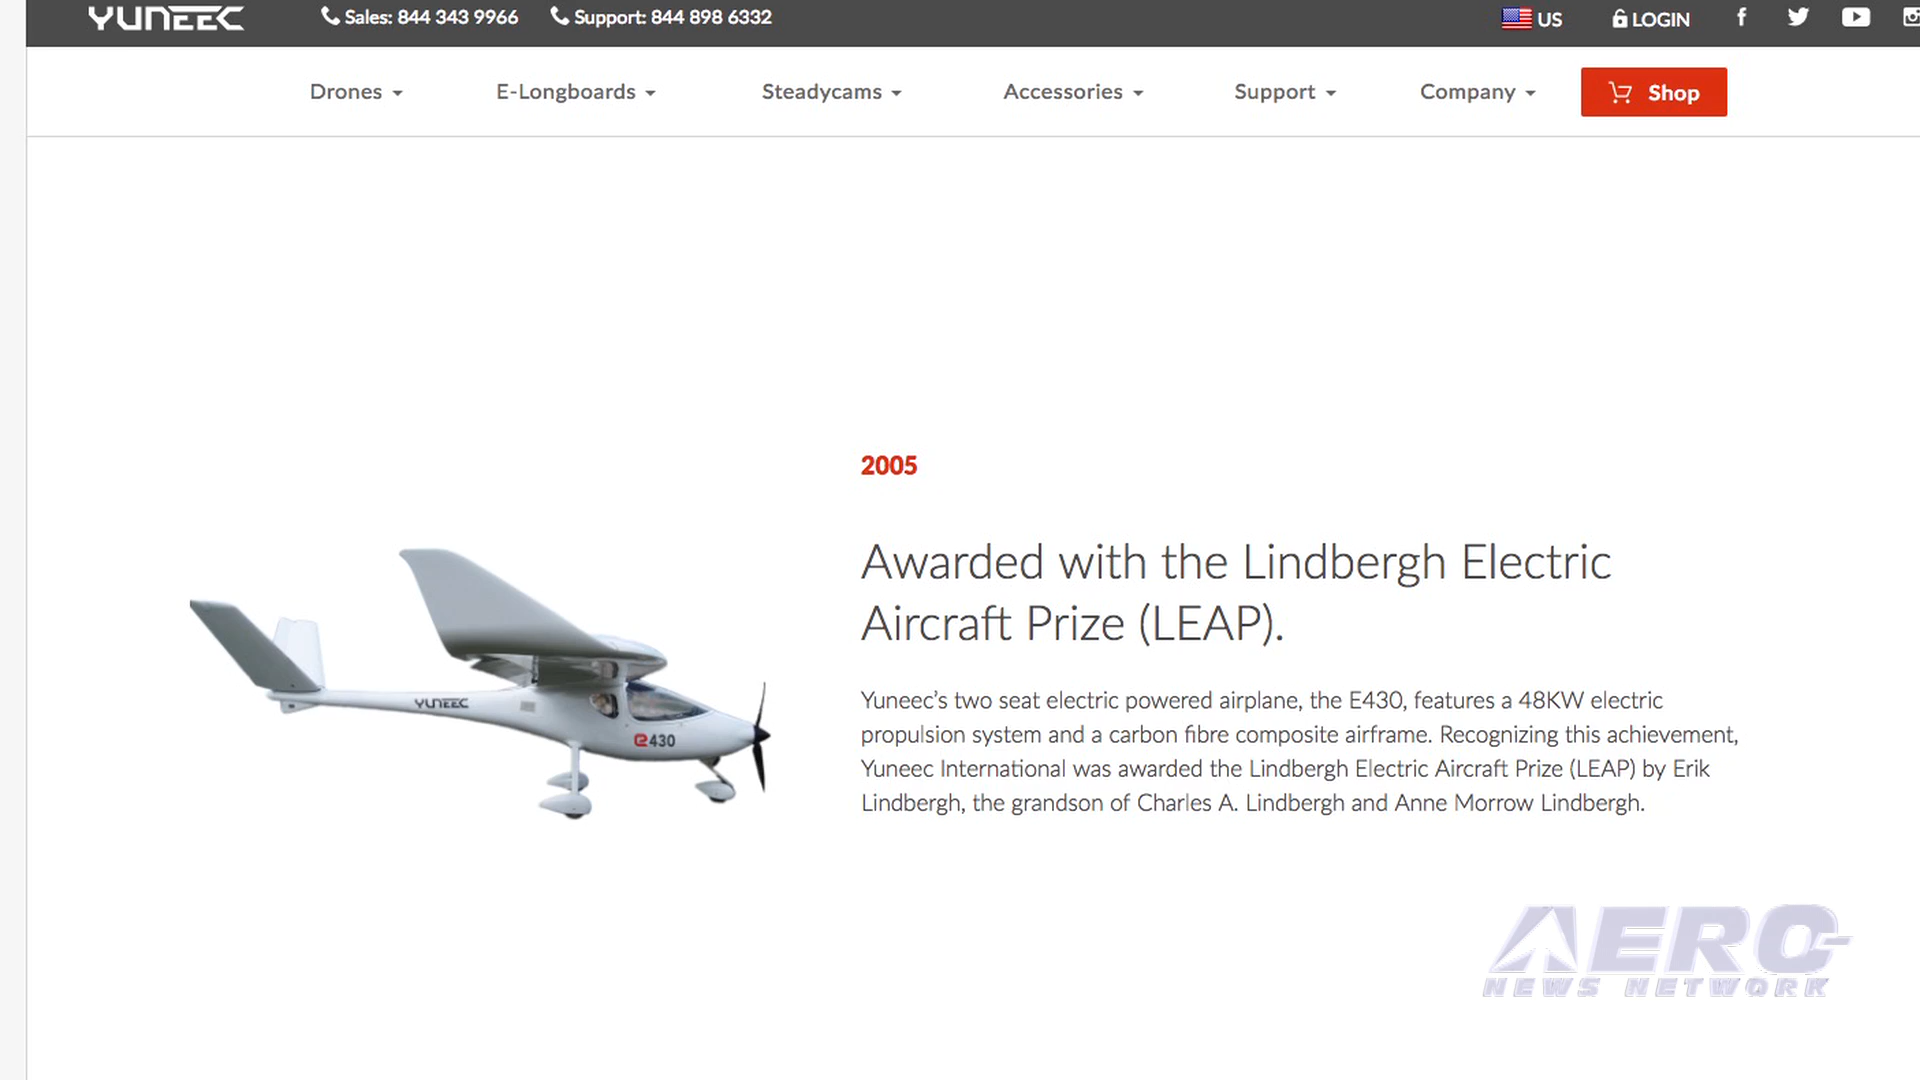 YUNEEC
Sales: 844 343 9966
Support: 844 898 6332
US
LOGIN
Drones
E-Longboards
Steadycams
Accessories
Support
Company
Shop
2005
Awarded with the Lindbergh Electric
Aircraft Prize (LEAP).
Yuneec’s two seat electric powered airplane, the E430, features a 48KW electric
propulsion system and a carbon fibre composite airframe. Recognizing this achievement,
Yuneec International was awarded the Lindbergh Electric Aircraft Prize (LEAP) by Erik
Lindbergh, the grandson of Charles A. Lindbergh and Anne Morrow Lindbergh.
YUNEEC
e430
AERO-
NEWS NETWORK